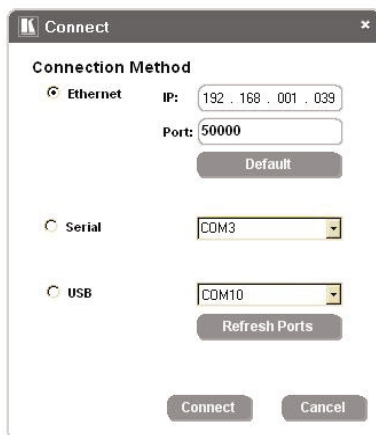 Connect
Connection Method
Ethernet IP: 192 . 168 . 001 . 039
Port: 50000
Default
Serial COM3
USB COM10
Refresh Ports
Connect Cancel